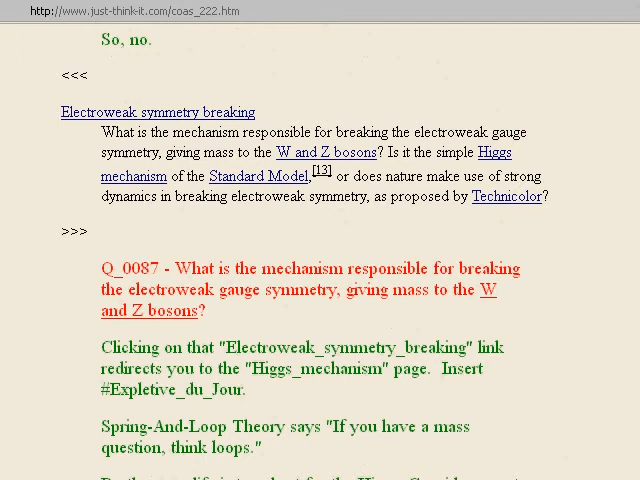 http://www.just-think-it.com/coas_222.htm
So, no.
<<<
Electroweak symmetry breaking
What is the mechanism responsible for breaking the electroweak gauge
symmetry, giving mass to the W and Z bosons? Is it the simple Higgs
mechanism of the Standard Model,[13] or does nature make use of strong
dynamics in breaking electroweak symmetry, as proposed by Technicolor?
>>>
Q_0087 - What is the mechanism responsible for breaking
the electroweak gauge symmetry, giving mass to the W
and Z bosons?
Clicking on that "Electroweak_symmetry_breaking" link
redirects you to the "Higgs_mechanism" page. Insert
#Expletive_du_Jour.
Spring-And-Loop Theory says "If you have a mass
question, think loops."